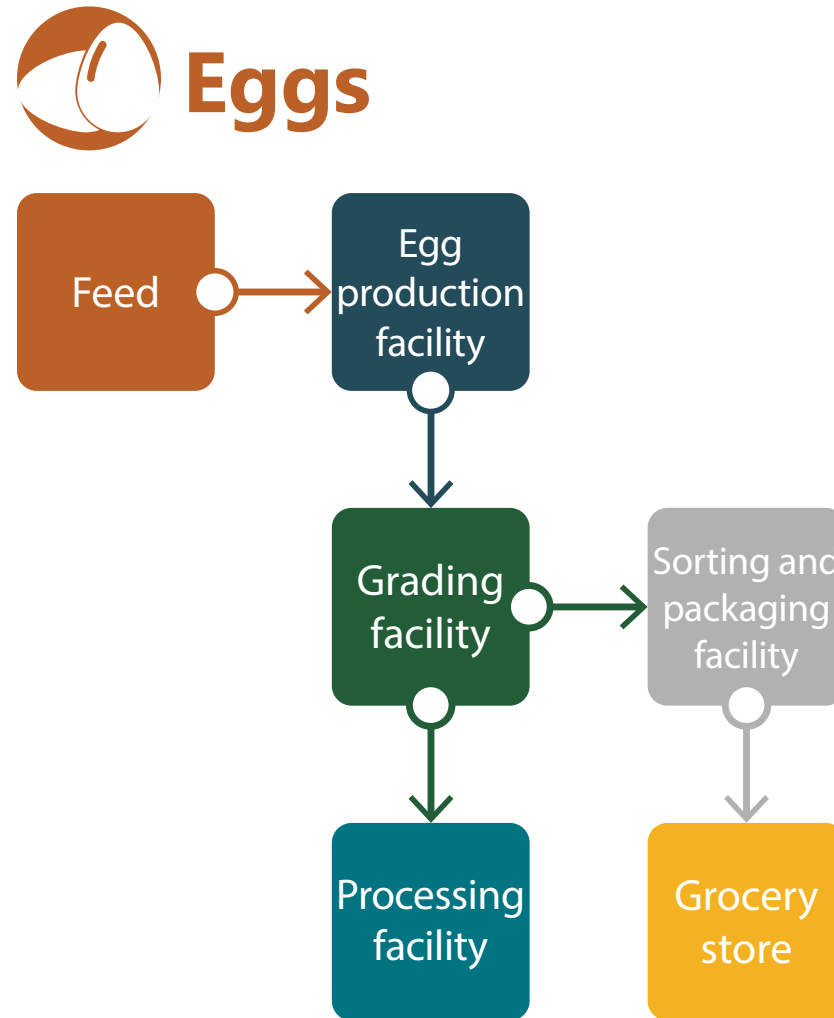 Eggs
Feed
Egg
production
facility
Grading
facility
Sorting and
packaging
facility
Processing
facility
Grocery
store